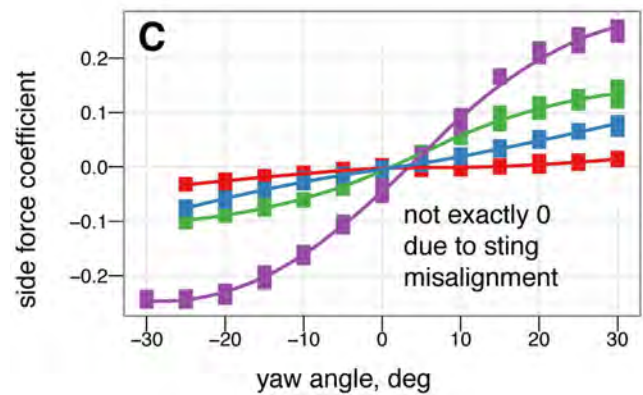 C
side force coefficient
0.2
0.1
0.0
−0.1
−0.2
not exactly 0
due to sting
misalignment
−30 −20 −10 0 10 20 30
yaw angle, deg